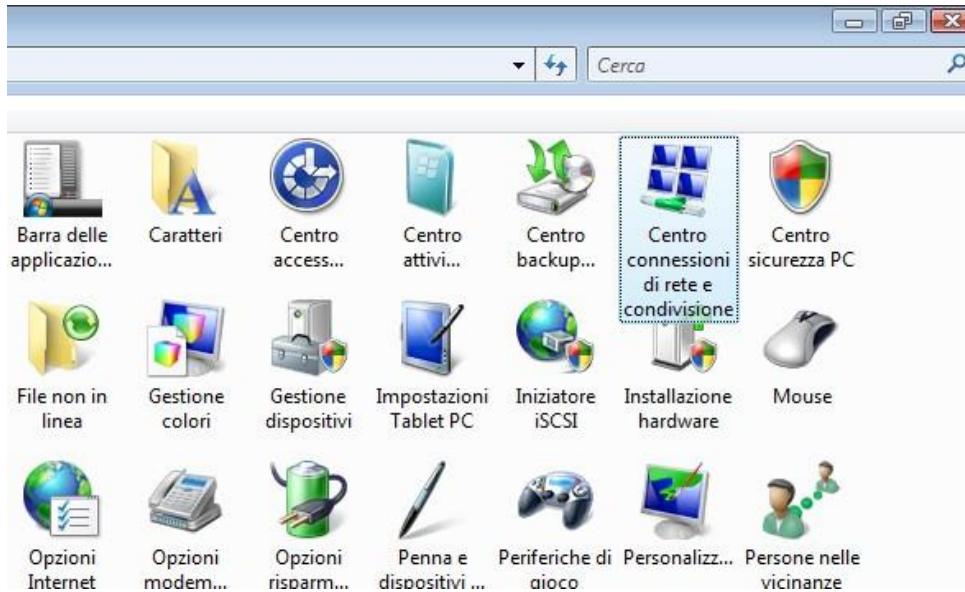 Cerca
Barra delle
applicazio...
Caratteri
Centro
access...
Centro
attivi...
Centro
backup...
Centro
connessioni
di rete e
condivisione
Centro
sicurezza PC
File non in
linea
Gestione
colori
Gestione
dispositivi
Impostazioni
Tablet PC
Iniziatore
iSCSI
Installazione
hardware
Mouse
Opzioni
Internet
Opzioni
modem...
Opzioni
risparm...
Penna e
dispositivi ...
Periferiche di
gioco
Personalizz...
Persone nelle
vicinanze